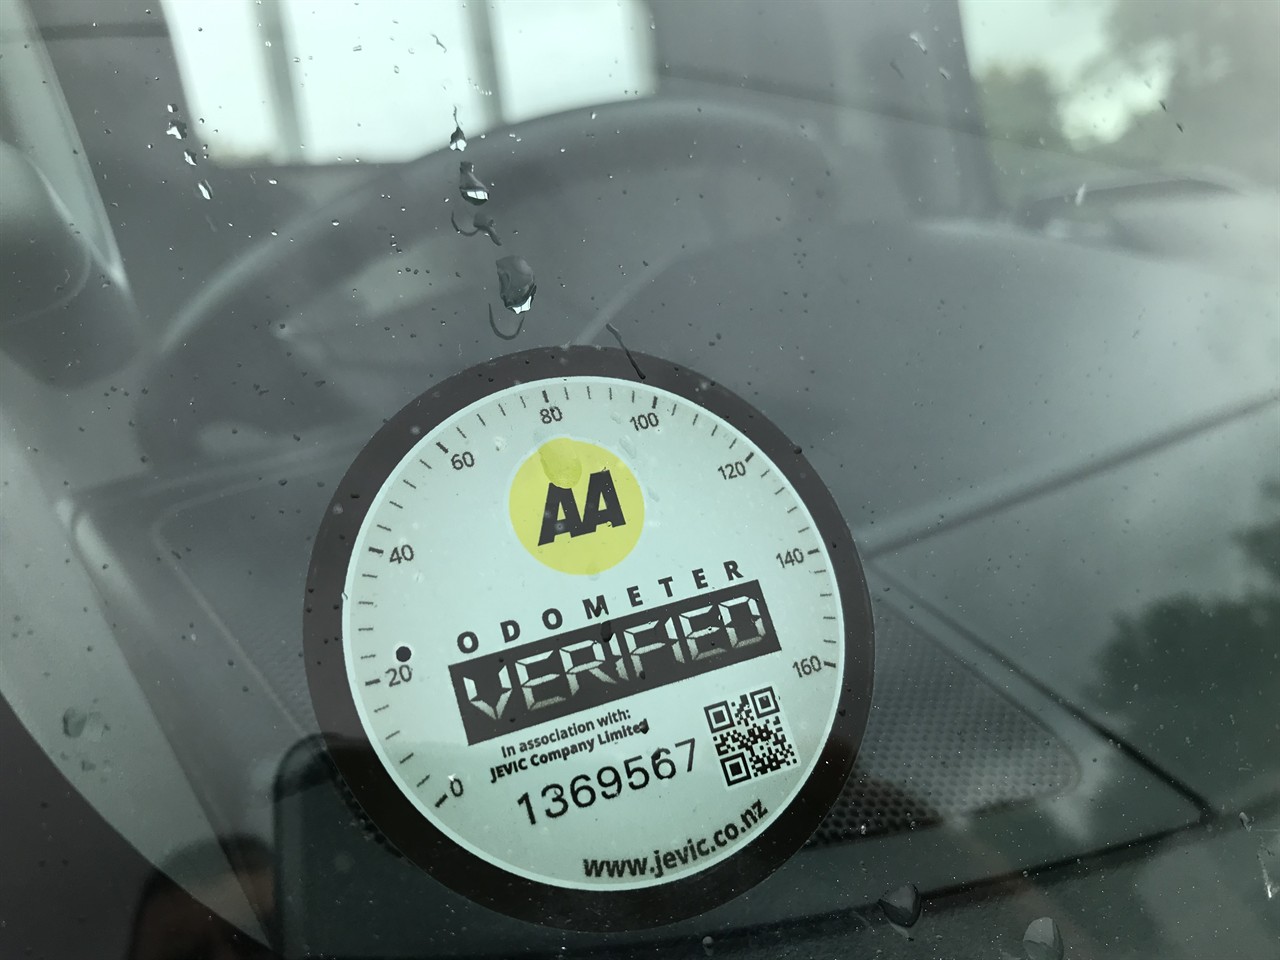 0
20
40
60
80
100
120
140
160
AA
ODOMETER
VERIFIED
In association with:
JEVIC Company Limited
1369567
www.jevic.co.nz